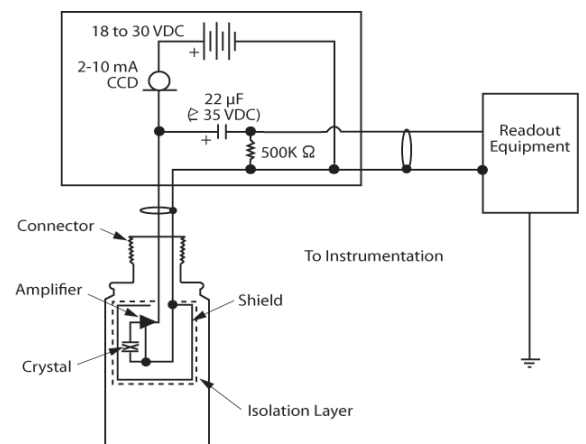 18 to 30 VDC
+
2-10 mA
CCD
22 µF
(≥ 35 VDC)
+
500K Ω
Readout
Equipment
Connector
To Instrumentation
Amplifier
Shield
Crystal
Isolation Layer